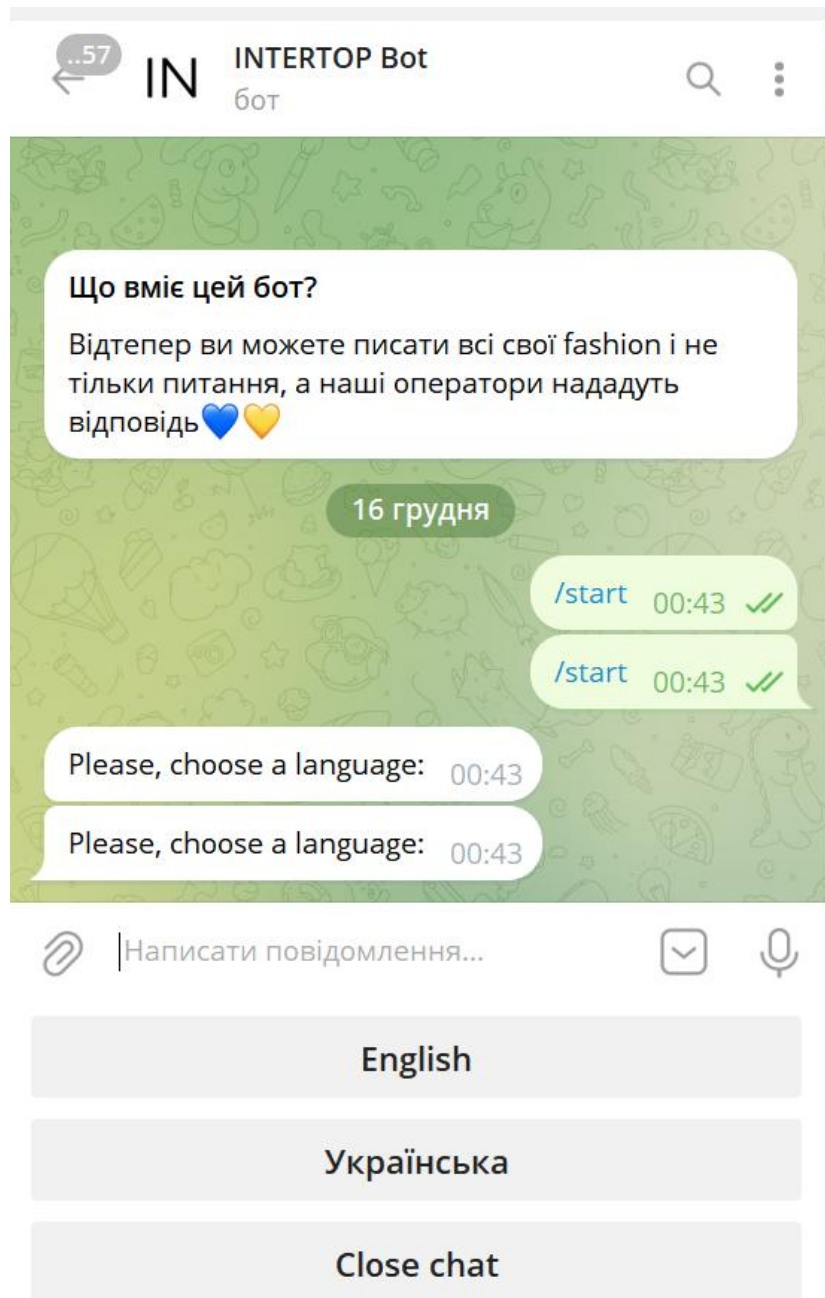 ..57
IN
INTERTOP Bot
бот
Що вміє цей бот?
Відтепер ви можете писати всі свої fashion і не
тільки питання, а наші оператори нададуть
відповідь💙💛
16 грудня
/start 00:43
/start 00:43
Please, choose a language: 00:43
Please, choose a language: 00:43
Написати повідомлення...
English
Українська
Close chat